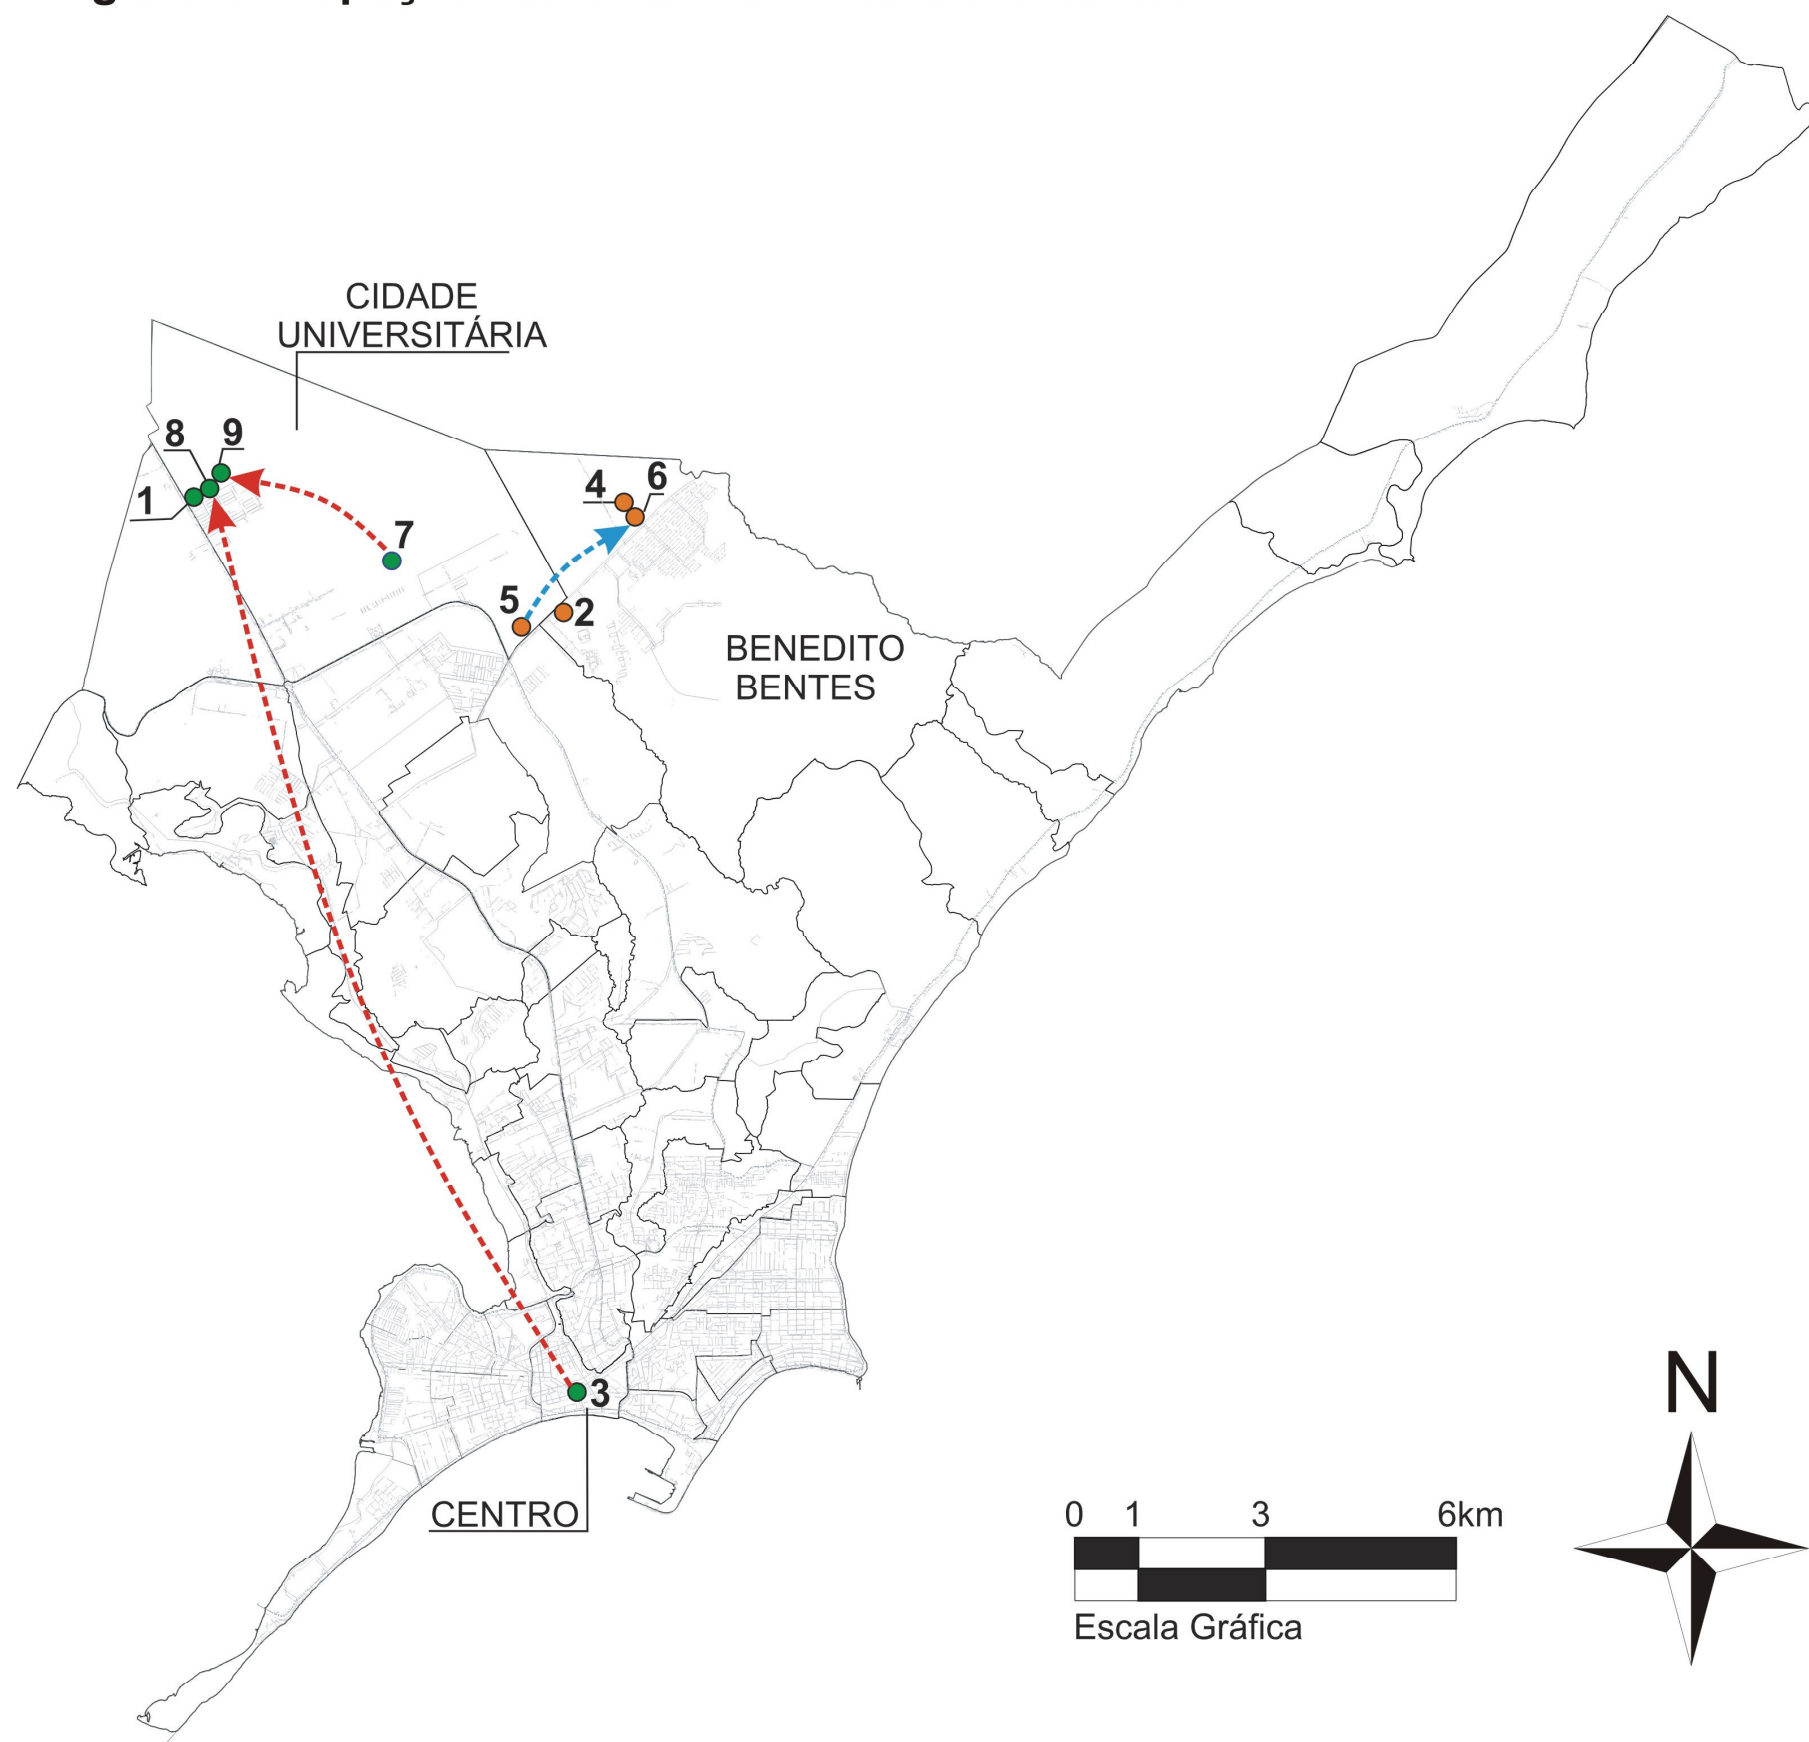 CIDADE
UNIVERSITÁRIA
8
9
1
7
4
6
5
2
BENEDITO
BENTES
3
CENTRO
N
0 1 3 6km
Escala Gráfica